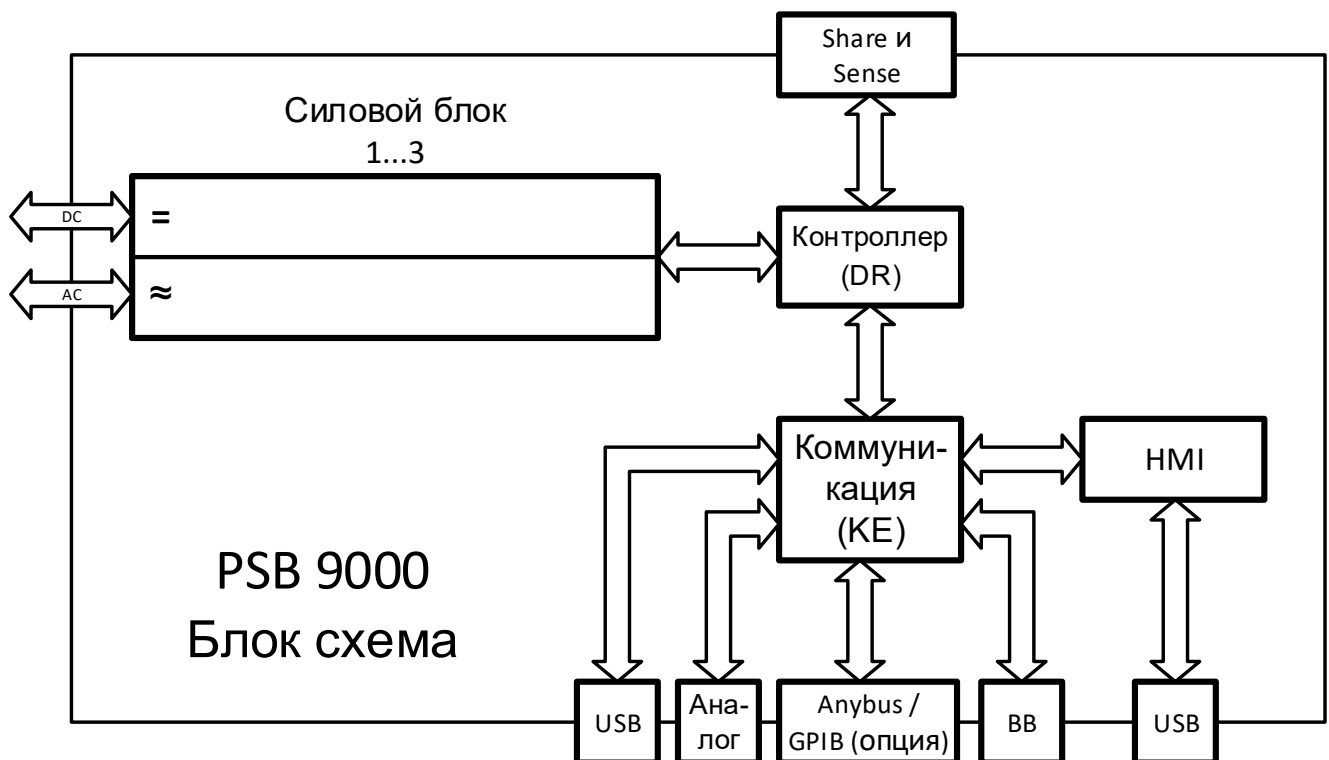 Share и
Sense
Силовой блок
1...3
DC
=
AC
≈
Контроллер
(DR)
Коммуни-
кация
(KE)
HMI
PSB 9000
Блок схема
USB
Ана-
лог
Anybus /
GPIB (опция)
BB
USB